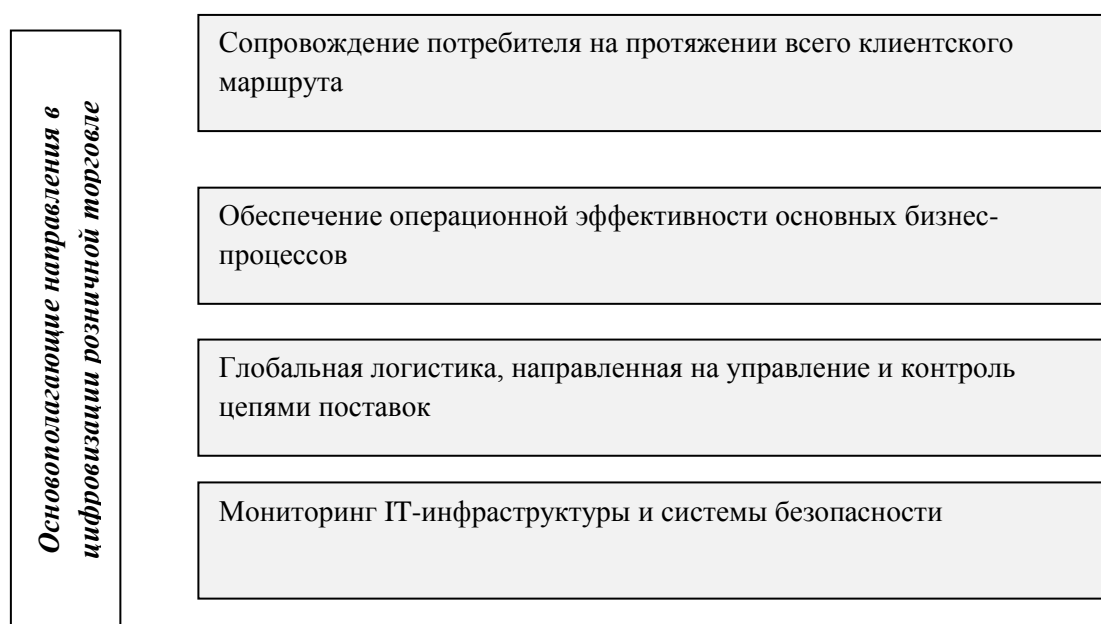 Основополагающие направления в
цифровизации розничной торговле
Сопровождение потребителя на протяжении всего клиентского
маршрута
Обеспечение операционной эффективности основных бизнес-
процессов
Глобальная логистика, направленная на управление и контроль
цепями поставок
Мониторинг IT-инфраструктуры и системы безопасности